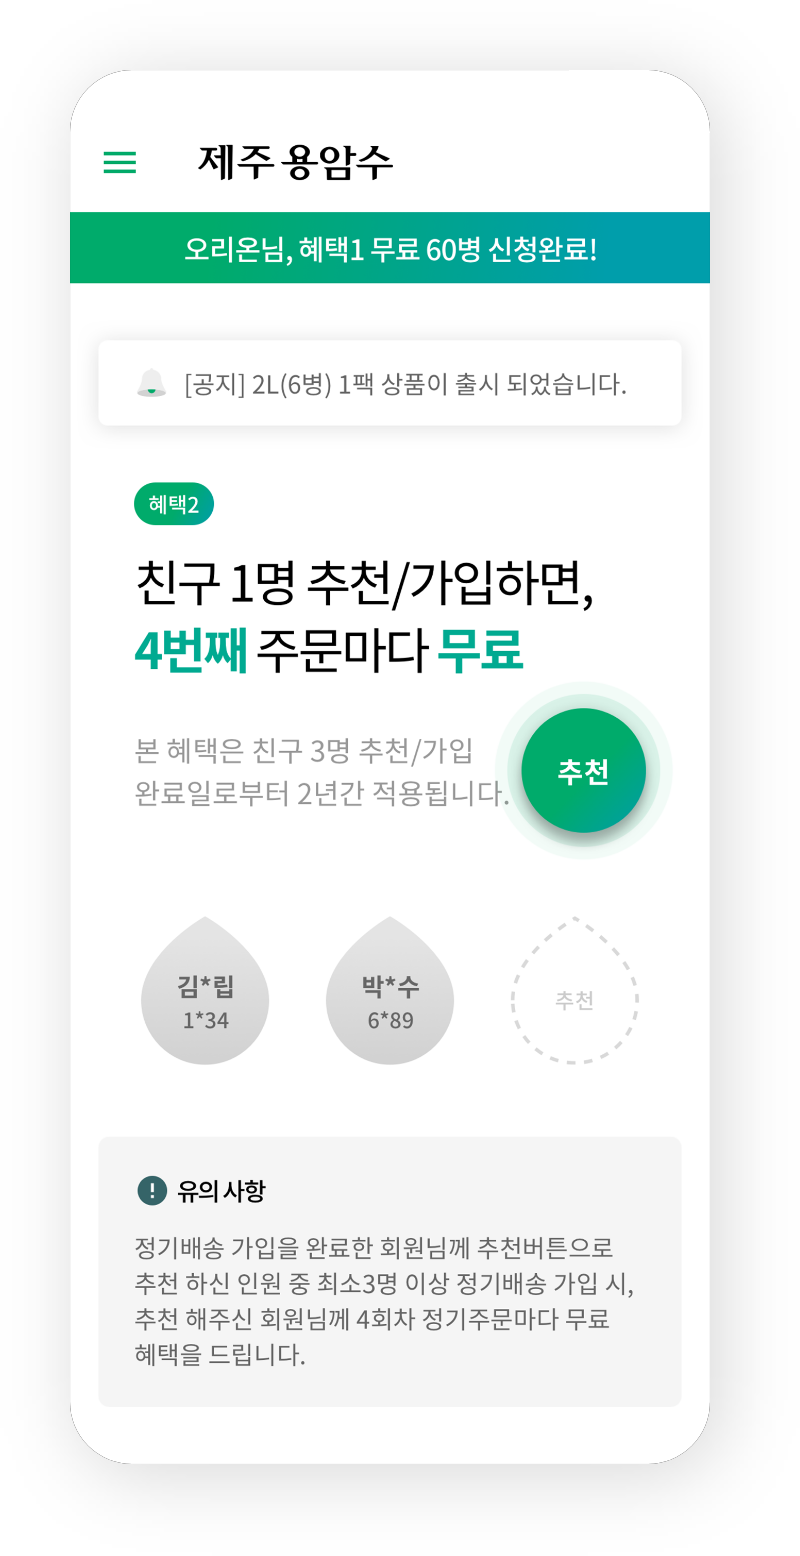 제주 용암수
오리온님, 혜택1 무료 60병 신청완료!
[공지] 2L(6병) 1팩 상품이 출시 되었습니다.
혜택2
친구 1명 추천/가입하면,
4번째 주문마다 무료
본 혜택은 친구 3명 추천/가입
완료일로부터 2년간 적용됩니다.
추천
김*립
1*34
박*수
6*89
추천
유의 사항
정기배송 가입을 완료한 회원님께 추천버튼으로
추천 하신 인원 중 최소3명 이상 정기배송 가입 시,
추천 해주신 회원님께 4회차 정기주문마다 무료
혜택을 드립니다.